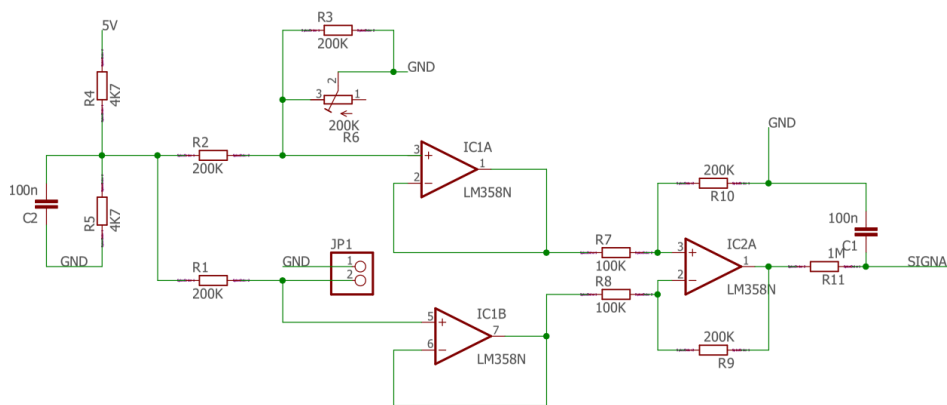 5V
R4
4K7
100n
C2
R5
4K7
GND
R2
200K
R1
200K
R3
200K
GND
2
3
1
200K
R6
JP1
GND
1
2
3
2
1
IC1A
LM358N
5
6
7
IC1B
LM358N
R7
100K
R8
100K
200K
R10
GND
100n
C1
3
2
1
IC2A
LM358N
200K
R9
1M
R11
SIGNA